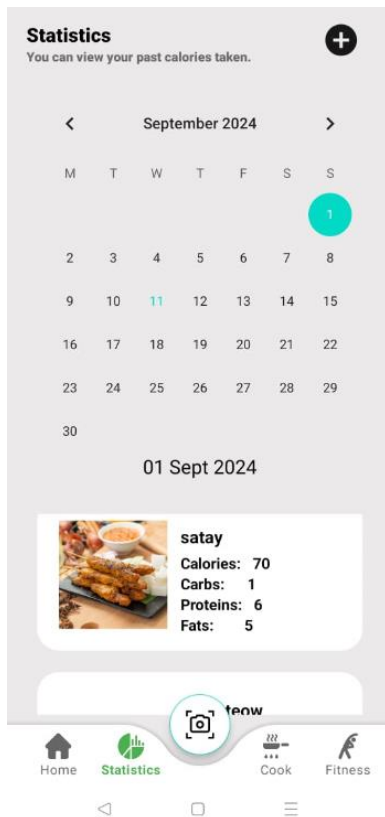 Statistics
You can view your past calories taken.
September 2024
M T W T F S S
1
2 3 4 5 6 7 8
9 10 11 12 13 14 15
16 17 18 19 20 21 22
23 24 25 26 27 28 29
30
01 Sept 2024
satay
Calories: 70
Carbs: 1
Proteins: 6
Fats: 5
teow
Home Statistics Cook Fitness